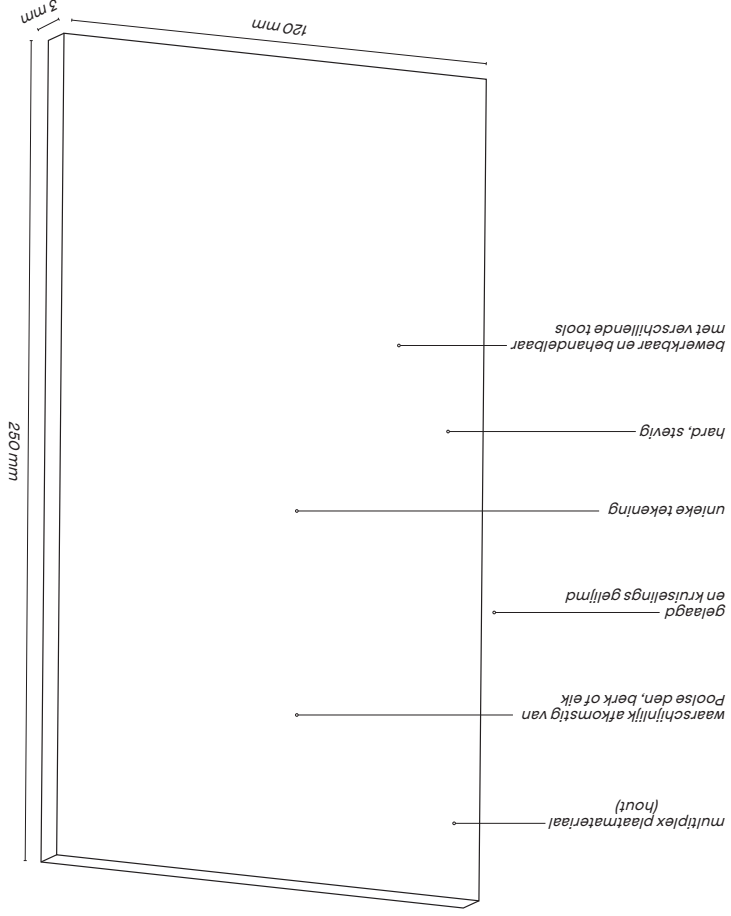 multiplex plaatmateriaal
(hout)
waarschijnlijk afkomstig van
Poolse den, berk of eik
gelaagd
en kruiselings gelijmd
unieke tekening
hard, stevig
bewerkbaar en behandelbaar
met verschillende tools
250 mm
120 mm
3 mm